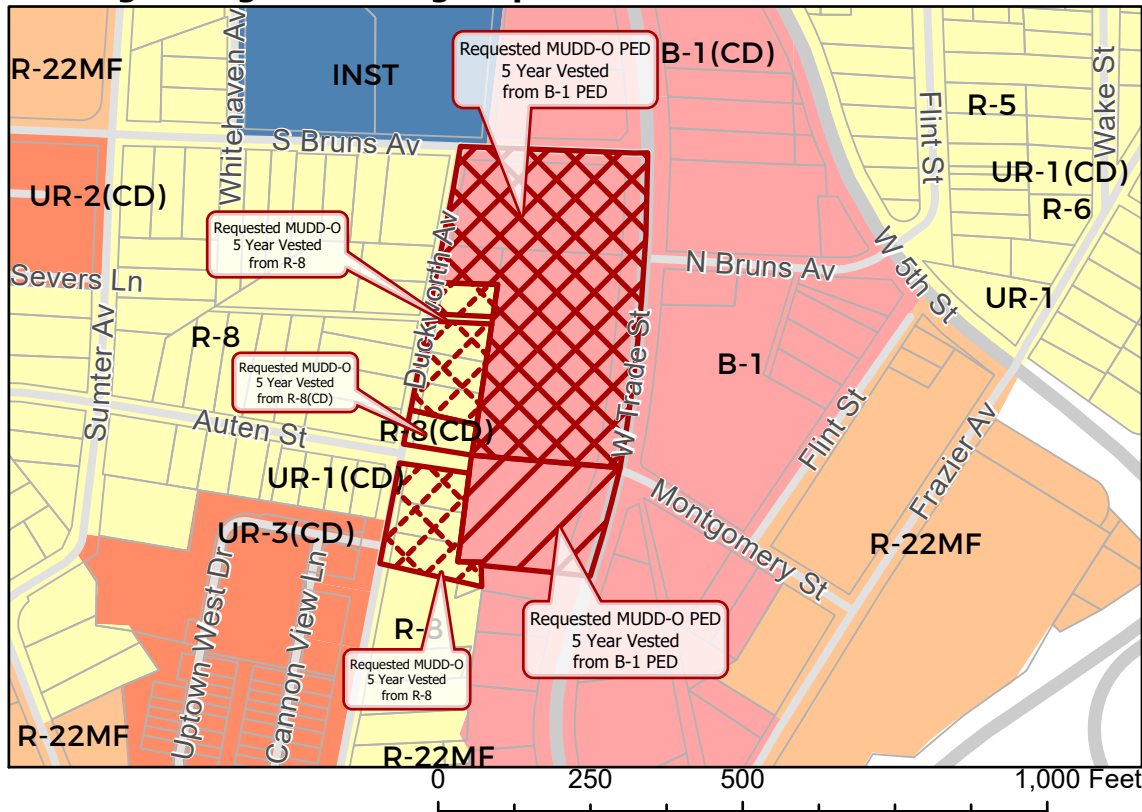 R-22MF
Whitehaven Av
INST
Requested MUDD-O PED
5 Year Vested
from B-1 PED
B-1(CD)
R-5
Flint St
Wake St
S Bruns Av
UR-1(CD)
R-6
UR-2(CD)
Requested MUDD-O
5 Year Vested
from R-8
Duckworth Av
N Bruns Av
W 5th St
Severs Ln
UR-1
Sumter Av
R-8
W Trade St
Requested MUDD-O
5 Year Vested
from R-8(CD)
B-1
Auten St
R-8(CD)
Flint St
Frazier Av
UR-1(CD)
Montgomery St
UR-3(CD)
R-22MF
Uptown West Dr
Cannon View Ln
Requested MUDD-O PED
5 Year Vested
from B-1 PED
R-8
Requested MUDD-O
5 Year Vested
from R-8
R-22MF
R-22MF
0 250 500 1,000 Feet